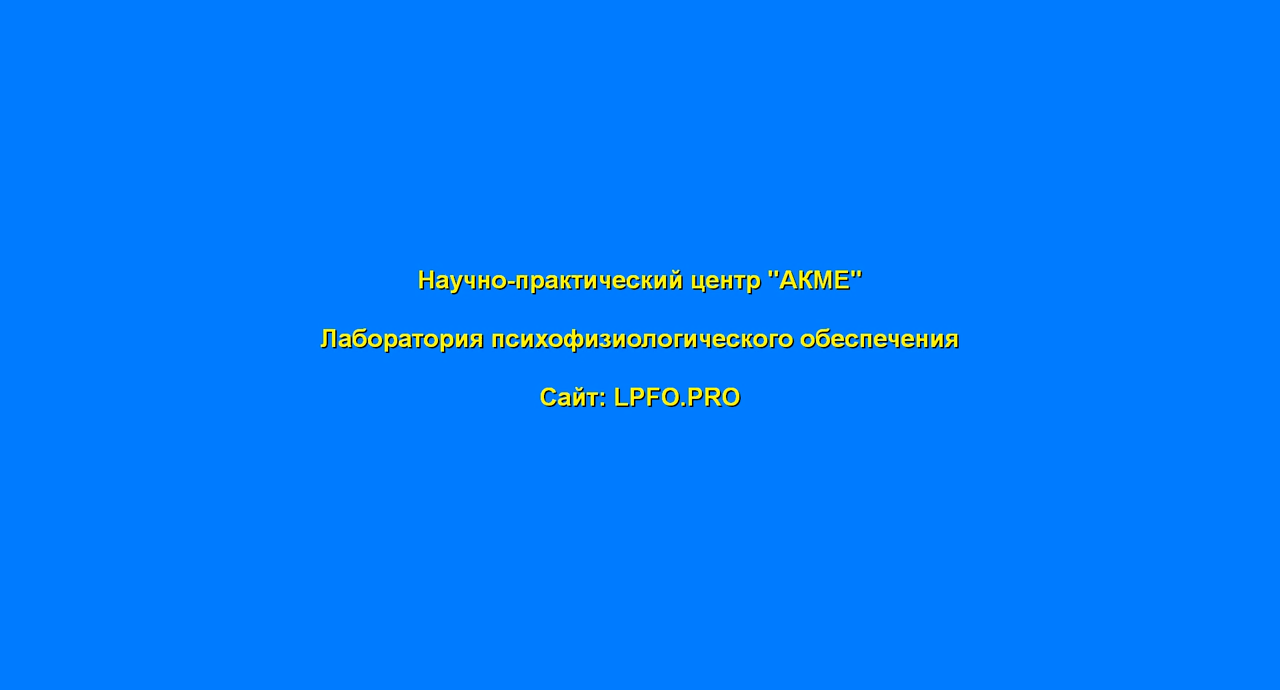 Научно-практический центр "АКМЕ"
Лаборатория психофизиологического обеспечения
Сайт: LPFO.PRO